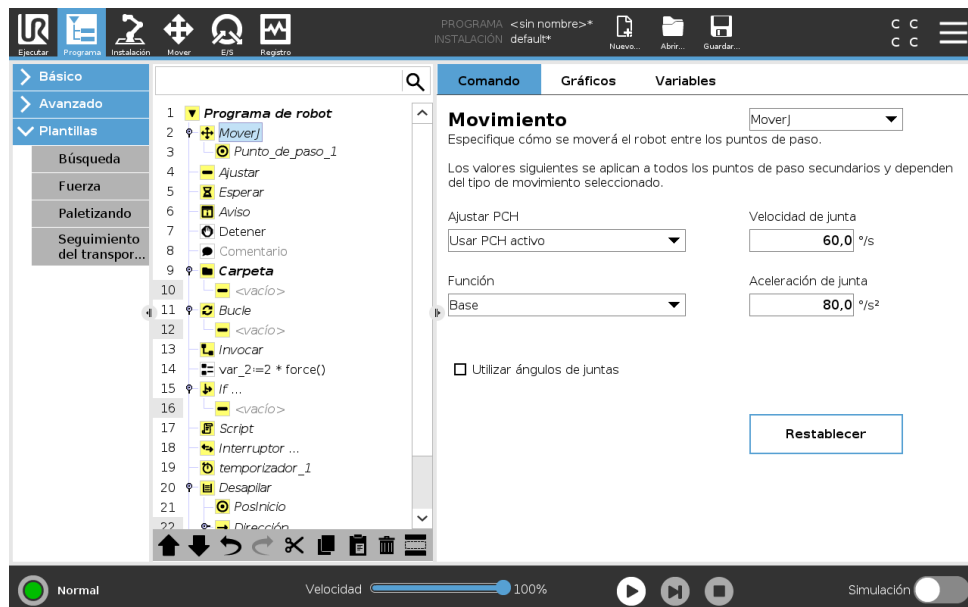 PROGRAMA <sin nombre>*
INSTALACIÓN default*
Ejecutar
Programa
Instalación
Mover
E/S
Registro
Nuevo...
Abrir...
Guardar...
C C
C C
Básico
Avanzado
Plantillas
Búsqueda
Fuerza
Paletizando
Seguimiento
del transpor...
1 Programa de robot
2 MoverJ
3 Punto_de_paso_1
4 Ajustar
5 Esperar
6 Aviso
7 Detener
8 Comentario
9 Carpeta
10 <vacío>
11 Bucle
12 <vacío>
13 Invocar
14 var_2:=2 * force()
15 If ...
16 <vacío>
17 Script
18 Interruptor ...
19 temporizador_1
20 Desapilar
21 PosInicio
22 Dirección
Comando
Gráficos
Variables
Movimiento
MoverJ
Especifique cómo se moverá el robot entre los puntos de paso.
Los valores siguientes se aplican a todos los puntos de paso secundarios y dependen
del tipo de movimiento seleccionado.
Ajustar PCH
Velocidad de junta
Usar PCH activo
60,0 °/s
Función
Aceleración de junta
Base
80,0 °/s²
Utilizar ángulos de juntas
Restablecer
Normal
Velocidad
100%
Simulación